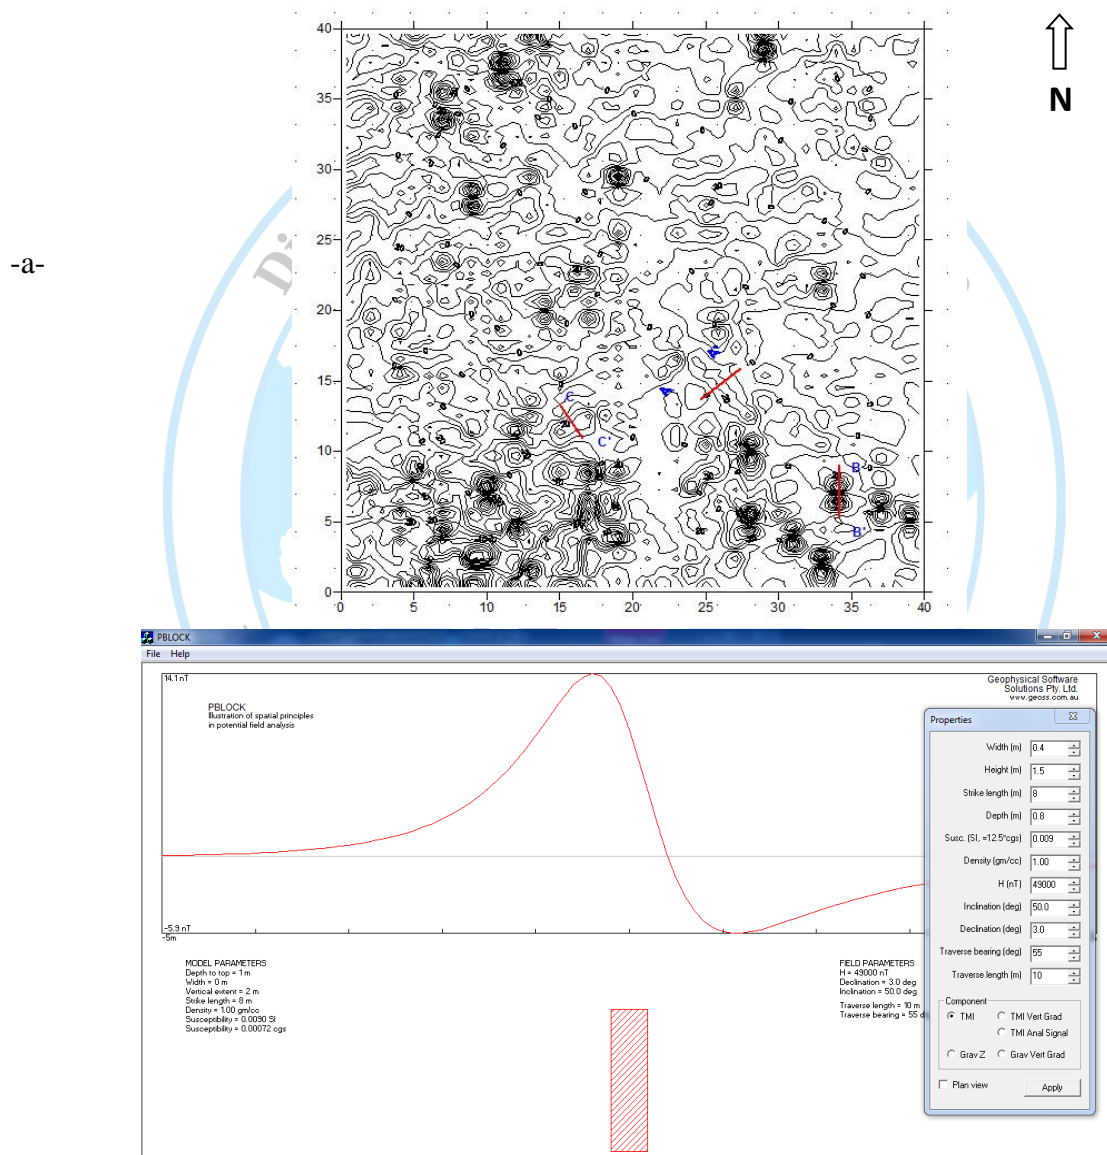 -a-
N
40
35
30
25
20
15
10
5
0
0
5
10
15
20
25
30
35
40
Di
A'
A
C
C'
B
B'
PBLOCK
File Help
14.1 nT
PBLOCK
Illustration of spatial principles
in potential field analysis
Geophysical Software
Solutions Pty. Ltd.
www.geoss.com.au
-5.9 nT
-5m
MODEL PARAMETERS
Depth to top = 1 m
Width = 0 m
Vertical extent = 2 m
Strike length = 8 m
Density = 1.00 gm/cc
Susceptibility = 0.0090 SI
Susceptibility = 0.00072 cgs
FIELD PARAMETERS
H = 49000 nT
Declination = 3.0 deg
Inclination = 50.0 deg
Traverse length = 10 m
Traverse bearing = 55 d
Properties
Width (m) 0.4
Height (m) 1.5
Strike length (m) 8
Depth (m) 0.8
Susc. (SI, =12.5*cgs) 0.009
Density (gm/cc) 1.00
H (nT) 49000
Inclination (deg) 50.0
Declination (deg) 3.0
Traverse bearing (deg) 55
Traverse length (m) 10
Component
TMI
TMI Vert Grad
TMI Anal Signal
Grav Z
Grav Vert Grad
Plan view
Apply